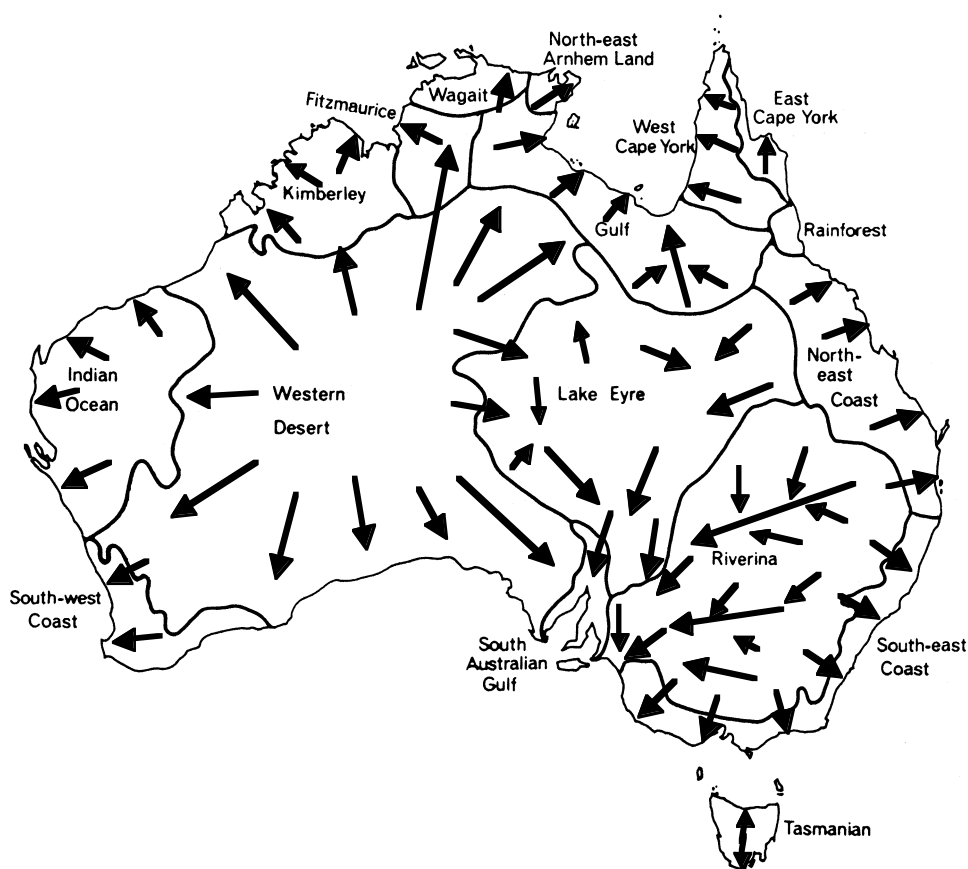 North-east
Arnhem Land
Wagait
Fitzmaurice
East
Cape York
West
Cape York
Kimberley
Gulf
Rainforest
Indian
Ocean
Western
Desert
Lake Eyre
North-
east
Coast
Riverina
South-west
Coast
South
Australian
Gulf
South-east
Coast
Tasmanian